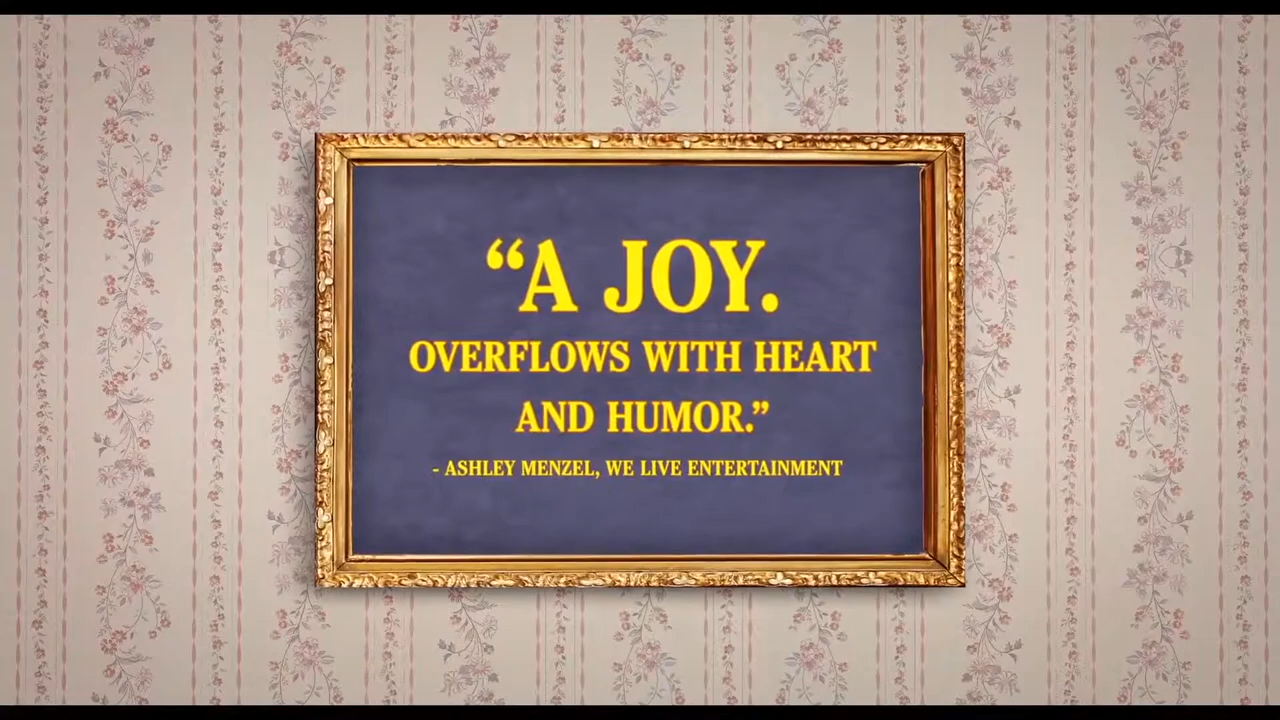 “A JOY.
OVERFLOWS WITH HEART
AND HUMOR.”
- ASHLEY MENZEL, WE LIVE ENTERTAINMENT